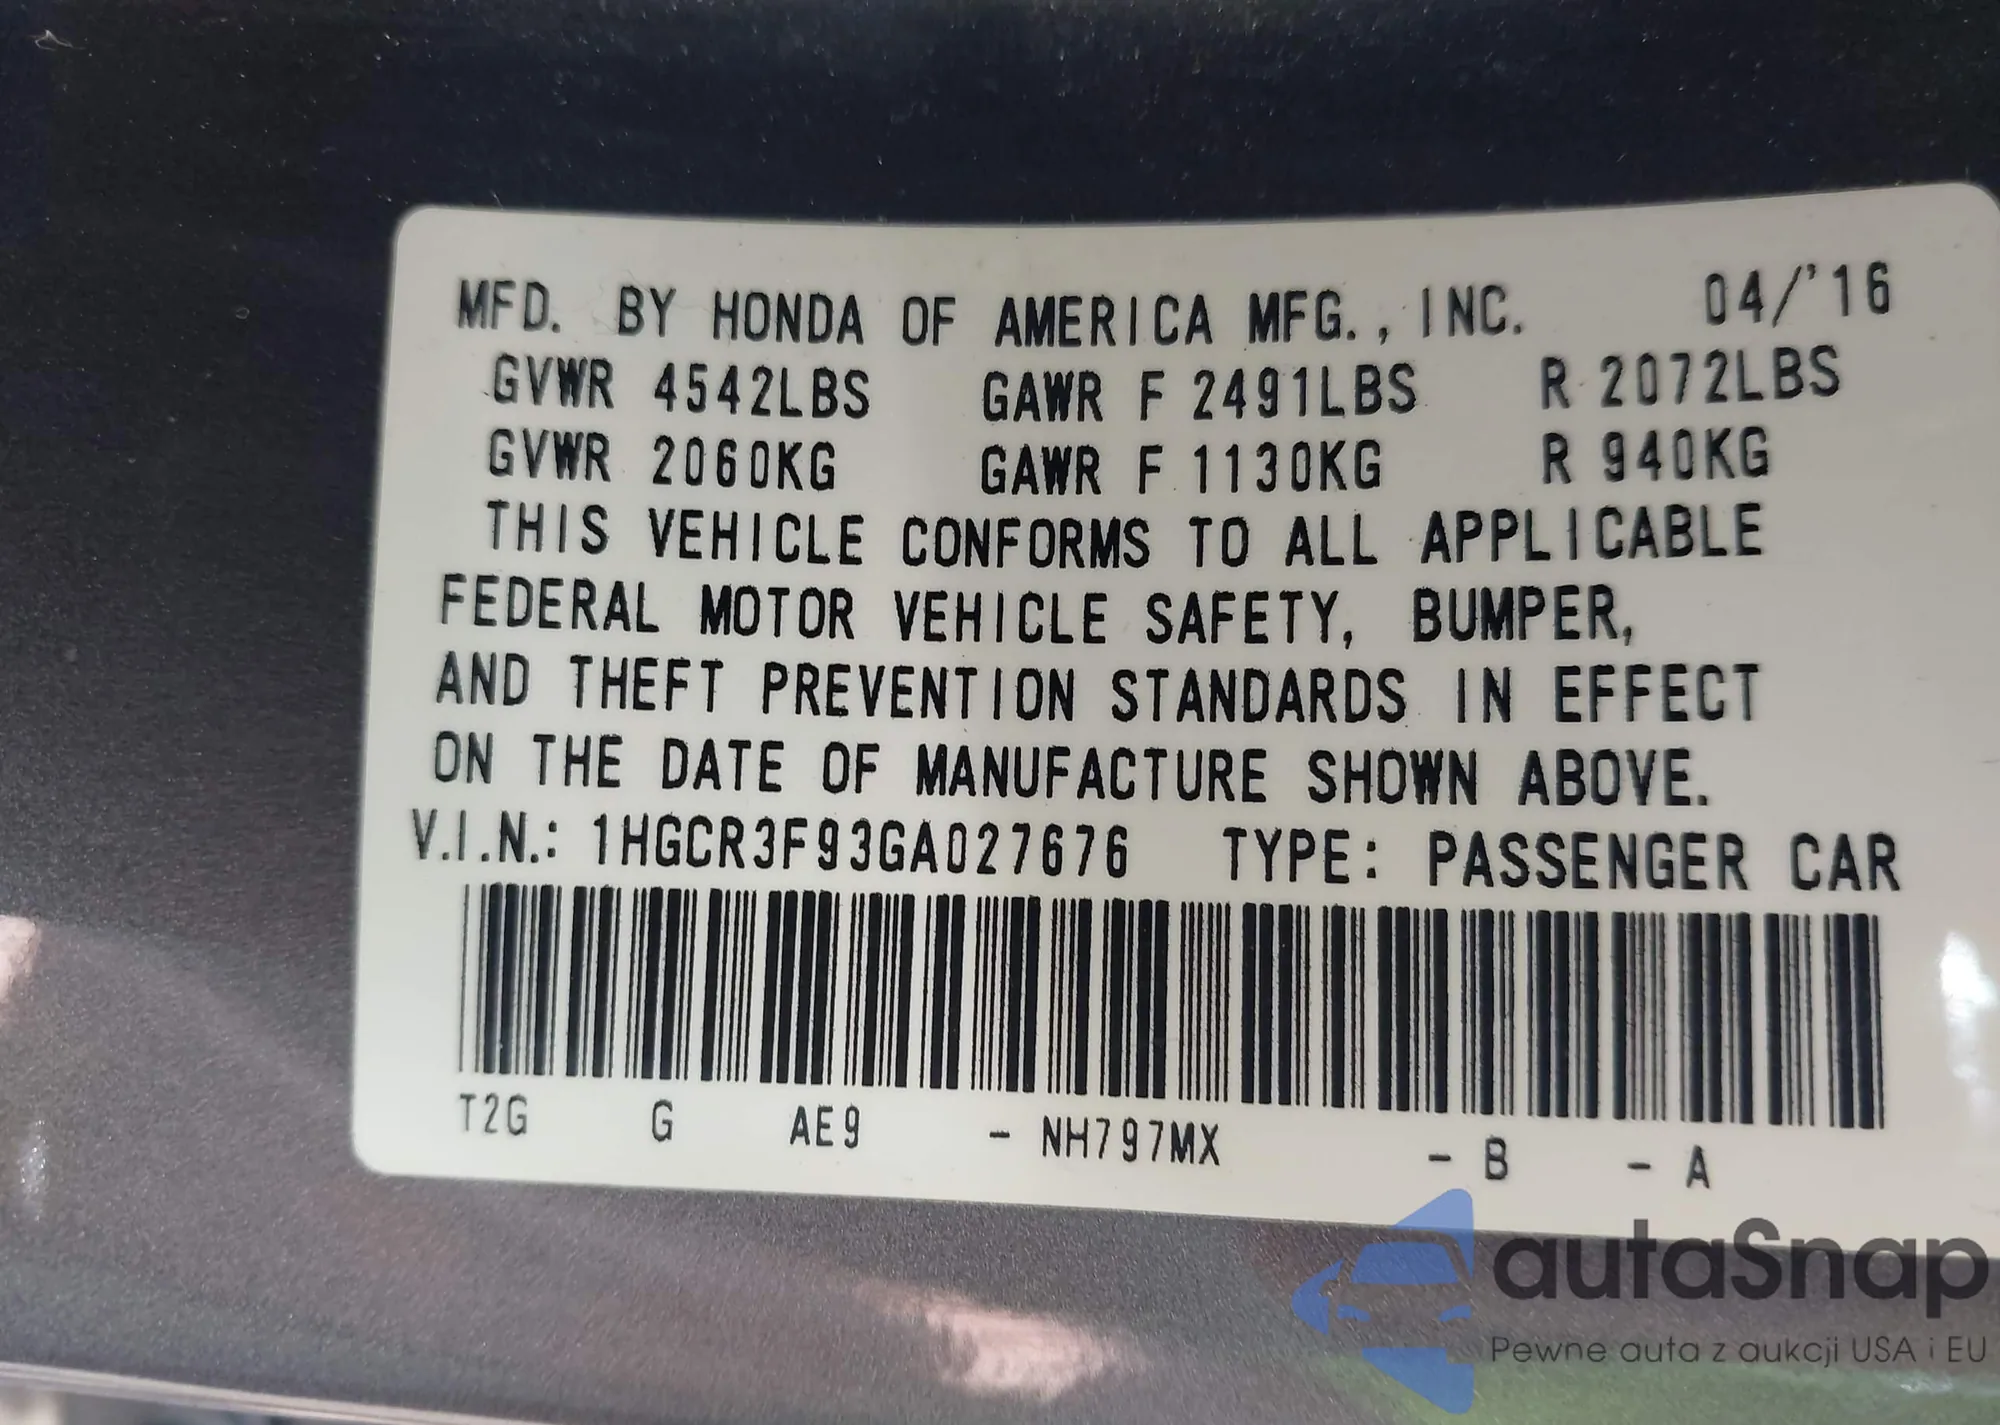 MFD. BY HONDA OF AMERICA MFG., INC. 04/'16
GVWR 4542LBS GAWR F 2491LBS R 2072LBS
GVWR 2060KG GAWR F 1130KG R 940KG
THIS VEHICLE CONFORMS TO ALL APPLICABLE
FEDERAL MOTOR VEHICLE SAFETY, BUMPER,
AND THEFT PREVENTION STANDARDS IN EFFECT
ON THE DATE OF MANUFACTURE SHOWN ABOVE.
V.I.N.: 1HGCR3F93GA027676 TYPE: PASSENGER CAR
T2G G AE9 - NH797MX - B - A
autaSnap
Pewne auta z aukcji USA i EU